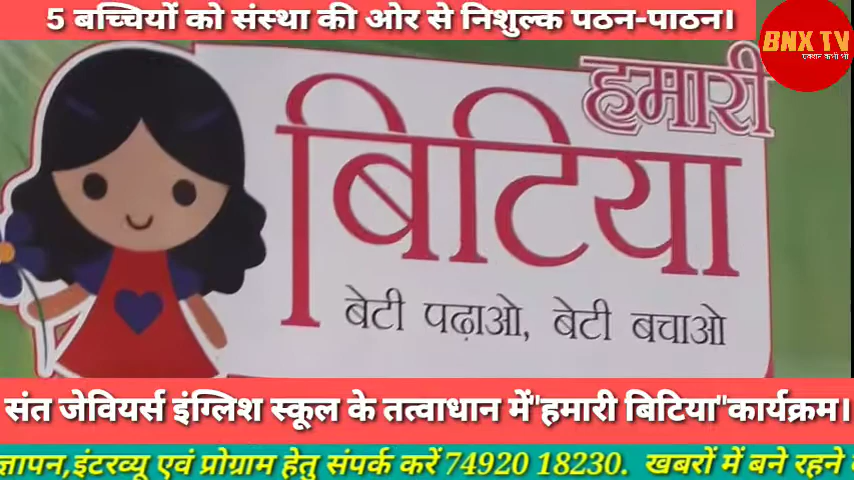 5 बच्चियों को संस्था की ओर से निशुल्क पठन-पाठन।
BNX TV
हमारी
बिटिया
बेटी पढ़ाओ, बेटी बचाओ
संत जेवियर्स इंग्लिश स्कूल के तत्वाधान में"हमारी बिटिया"कार्यक्रम।
इंटरव्यू एवं प्रोग्राम हेतु संपर्क करें 74920 18230. खबरों में बने रहने